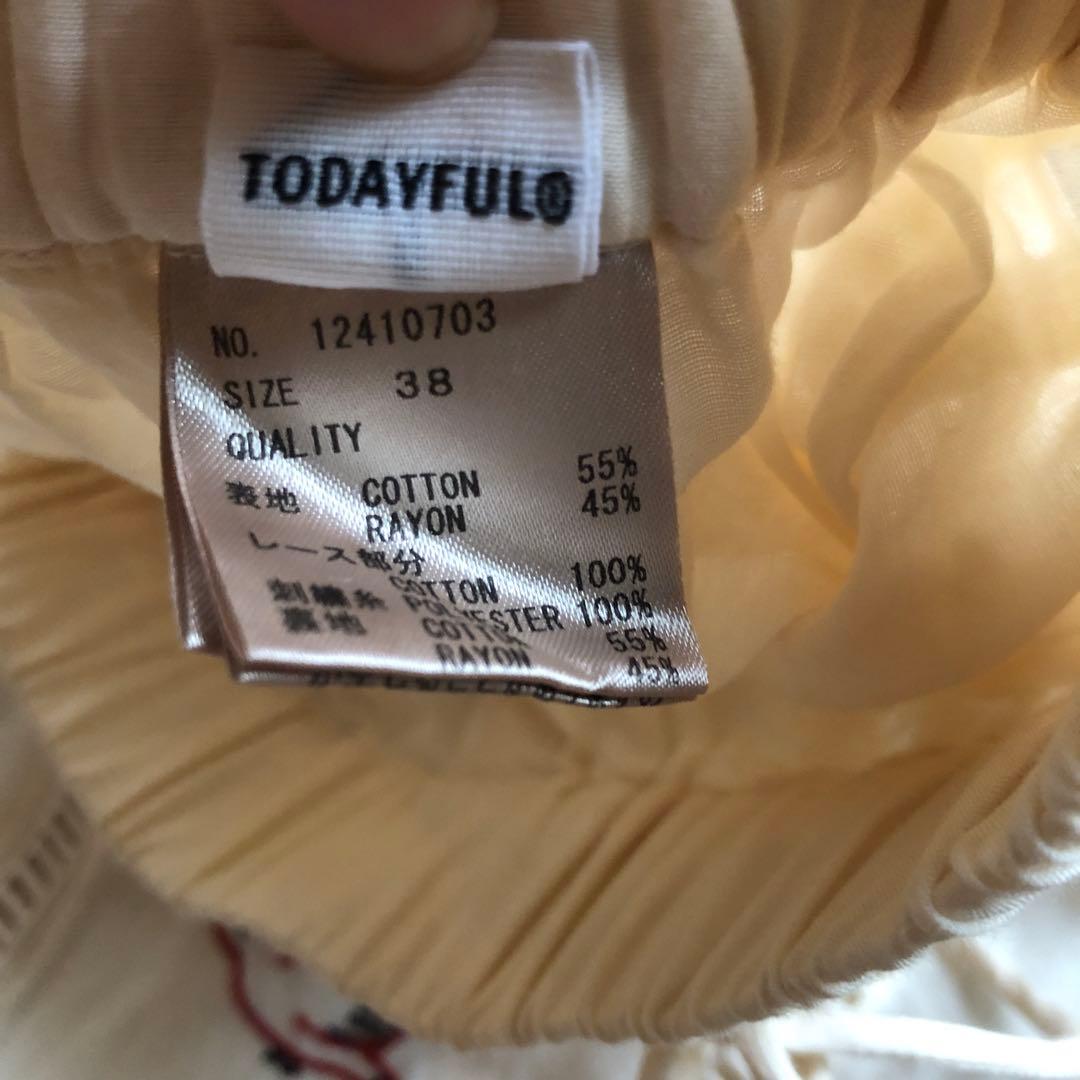 TODAYFUL®
NO. 12410703
SIZE 38
QUALITY
表地 COTTON 55%
RAYON 45%
レース部分
COTTON 100%
刺繍糸 POLYESTER 100%
裏地 COTTON 55%
RAYON 45%